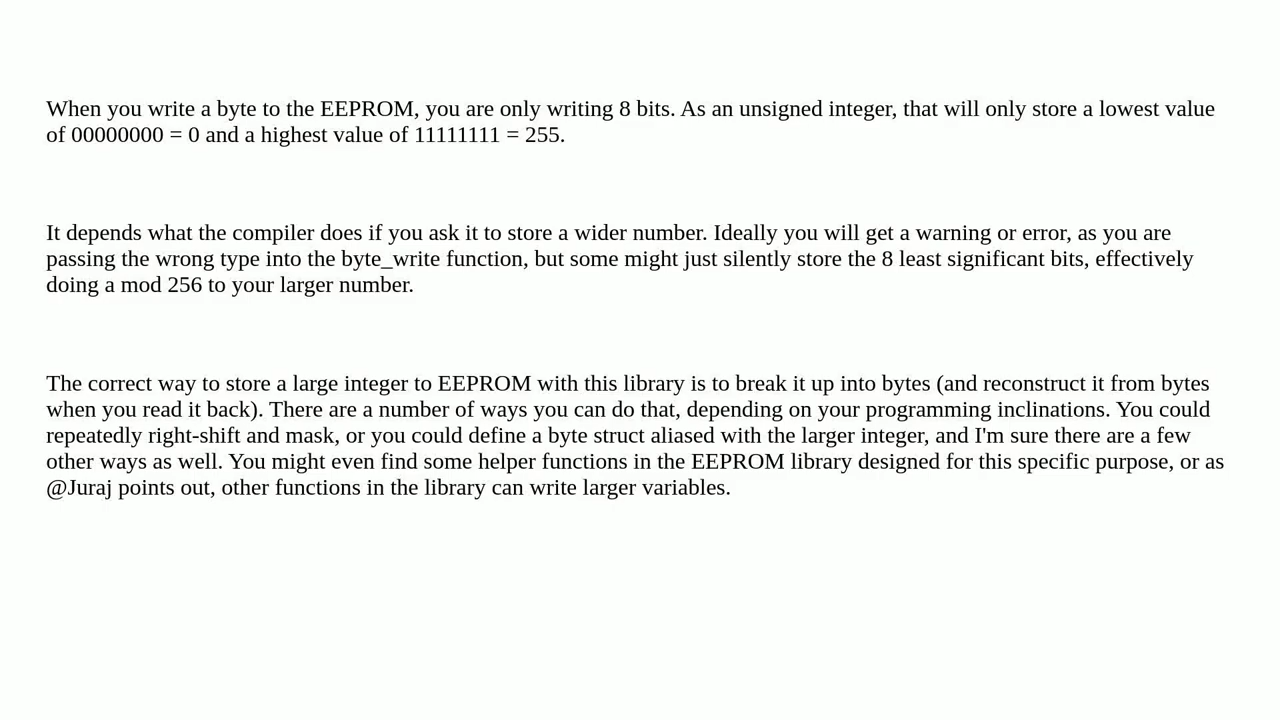 When you write a byte to the EEPROM, you are only writing 8 bits. As an unsigned integer, that will only store a lowest value
of 00000000 = 0 and a highest value of 11111111 = 255.
It depends what the compiler does if you ask it to store a wider number. Ideally you will get a warning or error, as you are
passing the wrong type into the byte_write function, but some might just silently store the 8 least significant bits, effectively
doing a mod 256 to your larger number.
The correct way to store a large integer to EEPROM with this library is to break it up into bytes (and reconstruct it from bytes
when you read it back). There are a number of ways you can do that, depending on your programming inclinations. You could
repeatedly right-shift and mask, or you could define a byte struct aliased with the larger integer, and I'm sure there are a few
other ways as well. You might even find some helper functions in the EEPROM library designed for this specific purpose, or as
@Juraj points out, other functions in the library can write larger variables.